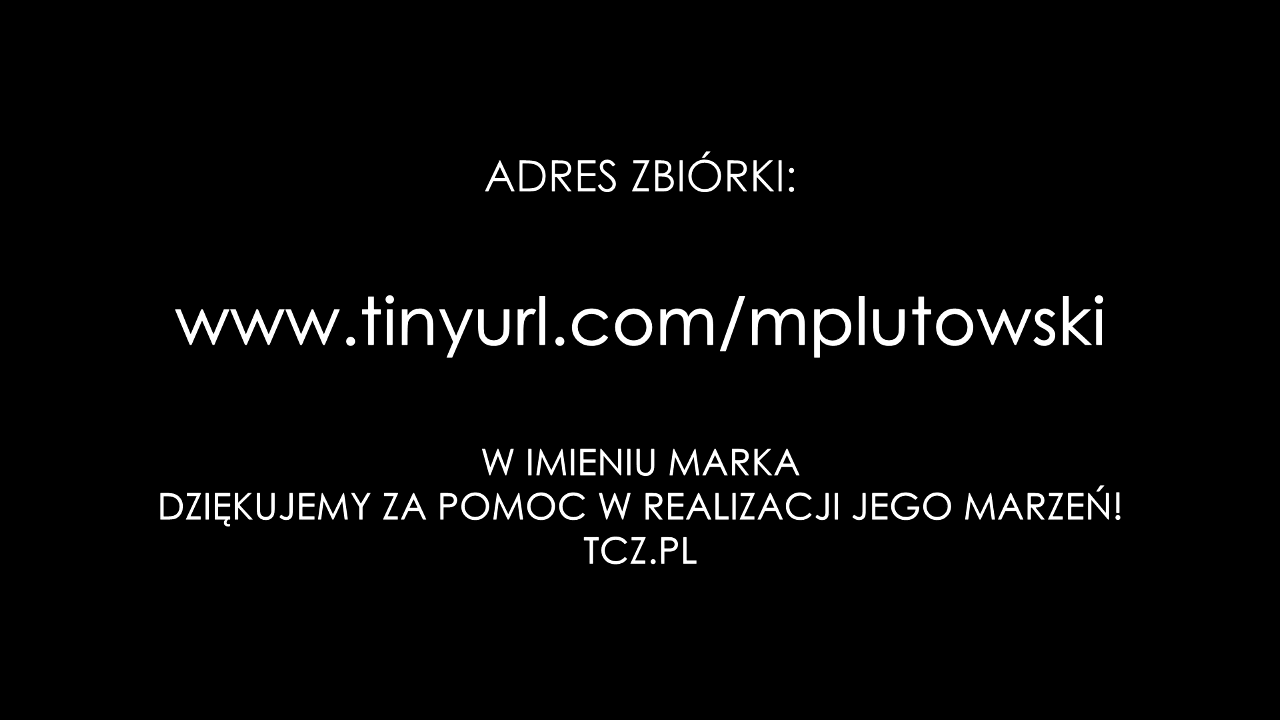 ADRES ZBIÓRKI:
www.tinyurl.com/mplutowski
W IMIENIU MARKA
DZIĘKUJEMY ZA POMOC W REALIZACJI JEGO MARZEŃ!
TCZ.PL